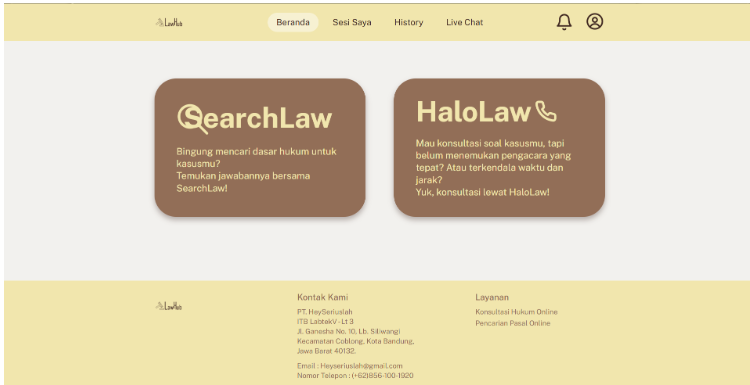 LawHub
Beranda
Sesi Saya
History
Live Chat
SearchLaw
Bingung mencari dasar hukum untuk
kasusmu?
Temukan jawabannya bersama
SearchLaw!
HaloLaw
Mau konsultasi soal kasusmu, tapi
belum menemukan pengacara yang
tepat? Atau terkendala waktu dan
jarak?
Yuk, konsultasi lewat HaloLaw!
LawHub
Kontak Kami
PT. HeySeriuslah
ITB LabtekV - Lt 3
Jl. Ganesha No. 10, Lb. Siliwangi
Kecamatan Coblong, Kota Bandung,
Jawa Barat 40132.
Email : Heyseriuslah@gmail.com
Nomor Telepon : (+62)856-100-1920
Layanan
Konsultasi Hukum Online
Pencarian Pasal Online